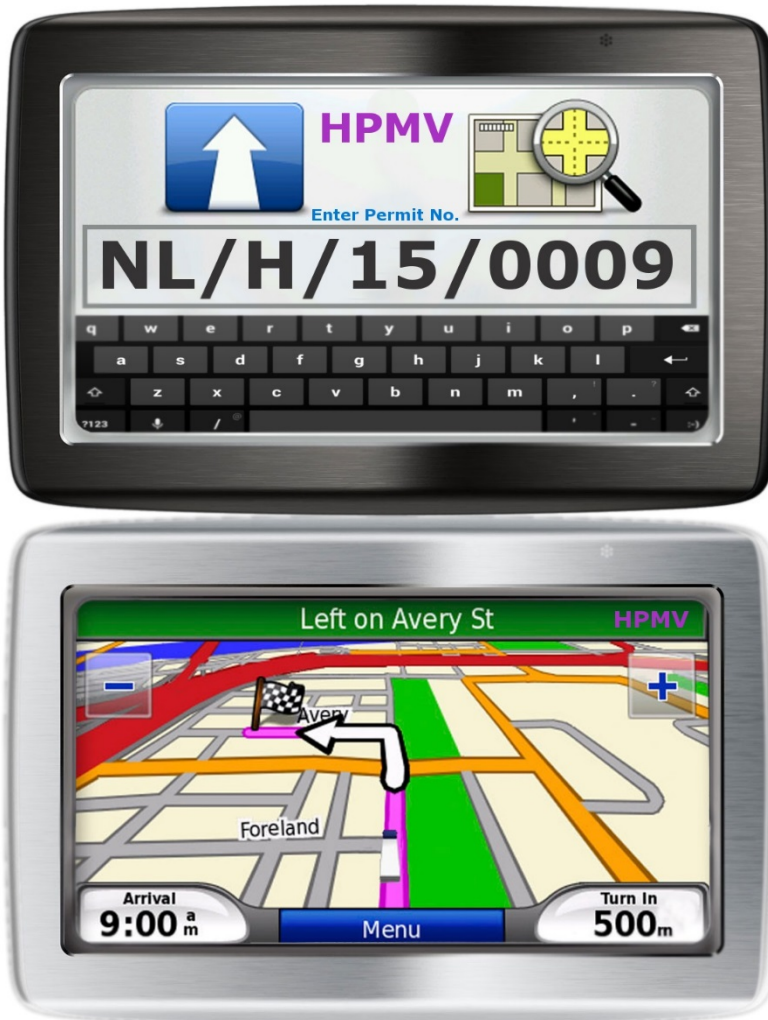 HPMV
Enter Permit No.
NL/H/15/0009
q w e r t y u i o p
a s d f g h j k l
z x c v b n m , ! . ?
?123 / @ ' " - _ :-)
Left on Avery St HPMV
−
+
Avery
Foreland
Arrival
9:00 am
Menu
Turn In
500m